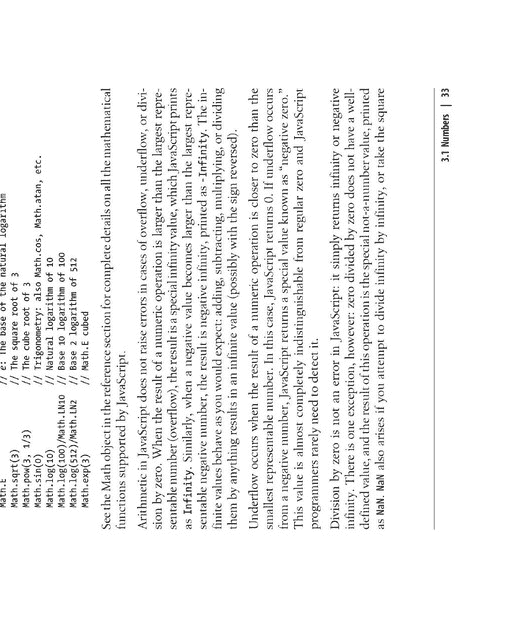 Math.E // e: The base of the natural logarithm
Math.sqrt(3) // The square root of 3
Math.pow(3, 1/3) // The cube root of 3
Math.sin(0) // Trigonometry: also Math.cos, Math.atan, etc.
Math.log(10) // Natural logarithm of 10
Math.log(100)/Math.LN10 // Base 10 logarithm of 100
Math.log(512)/Math.LN2 // Base 2 logarithm of 512
Math.exp(3) // Math.E cubed
See the Math object in the reference section for complete details on all the mathematical
functions supported by JavaScript.
Arithmetic in JavaScript does not raise errors in cases of overflow, underflow, or divi-
sion by zero. When the result of a numeric operation is larger than the largest repre-
sentable number (overflow), the result is a special infinity value, which JavaScript prints
as Infinity. Similarly, when a negative value becomes larger than the largest repre-
sentable negative number, the result is negative infinity, printed as -Infinity. The in-
finite values behave as you would expect: adding, subtracting, multiplying, or dividing
them by anything results in an infinite value (possibly with the sign reversed).
Underflow occurs when the result of a numeric operation is closer to zero than the
smallest representable number. In this case, JavaScript returns 0. If underflow occurs
from a negative number, JavaScript returns a special value known as “negative zero.”
This value is almost completely indistinguishable from regular zero and JavaScript
programmers rarely need to detect it.
Division by zero is not an error in JavaScript: it simply returns infinity or negative
infinity. There is one exception, however: zero divided by zero does not have a well-
defined value, and the result of this operation is the special not-a-number value, printed
as NaN. NaN also arises if you attempt to divide infinity by infinity, or take the square
3.1 Numbers | 33